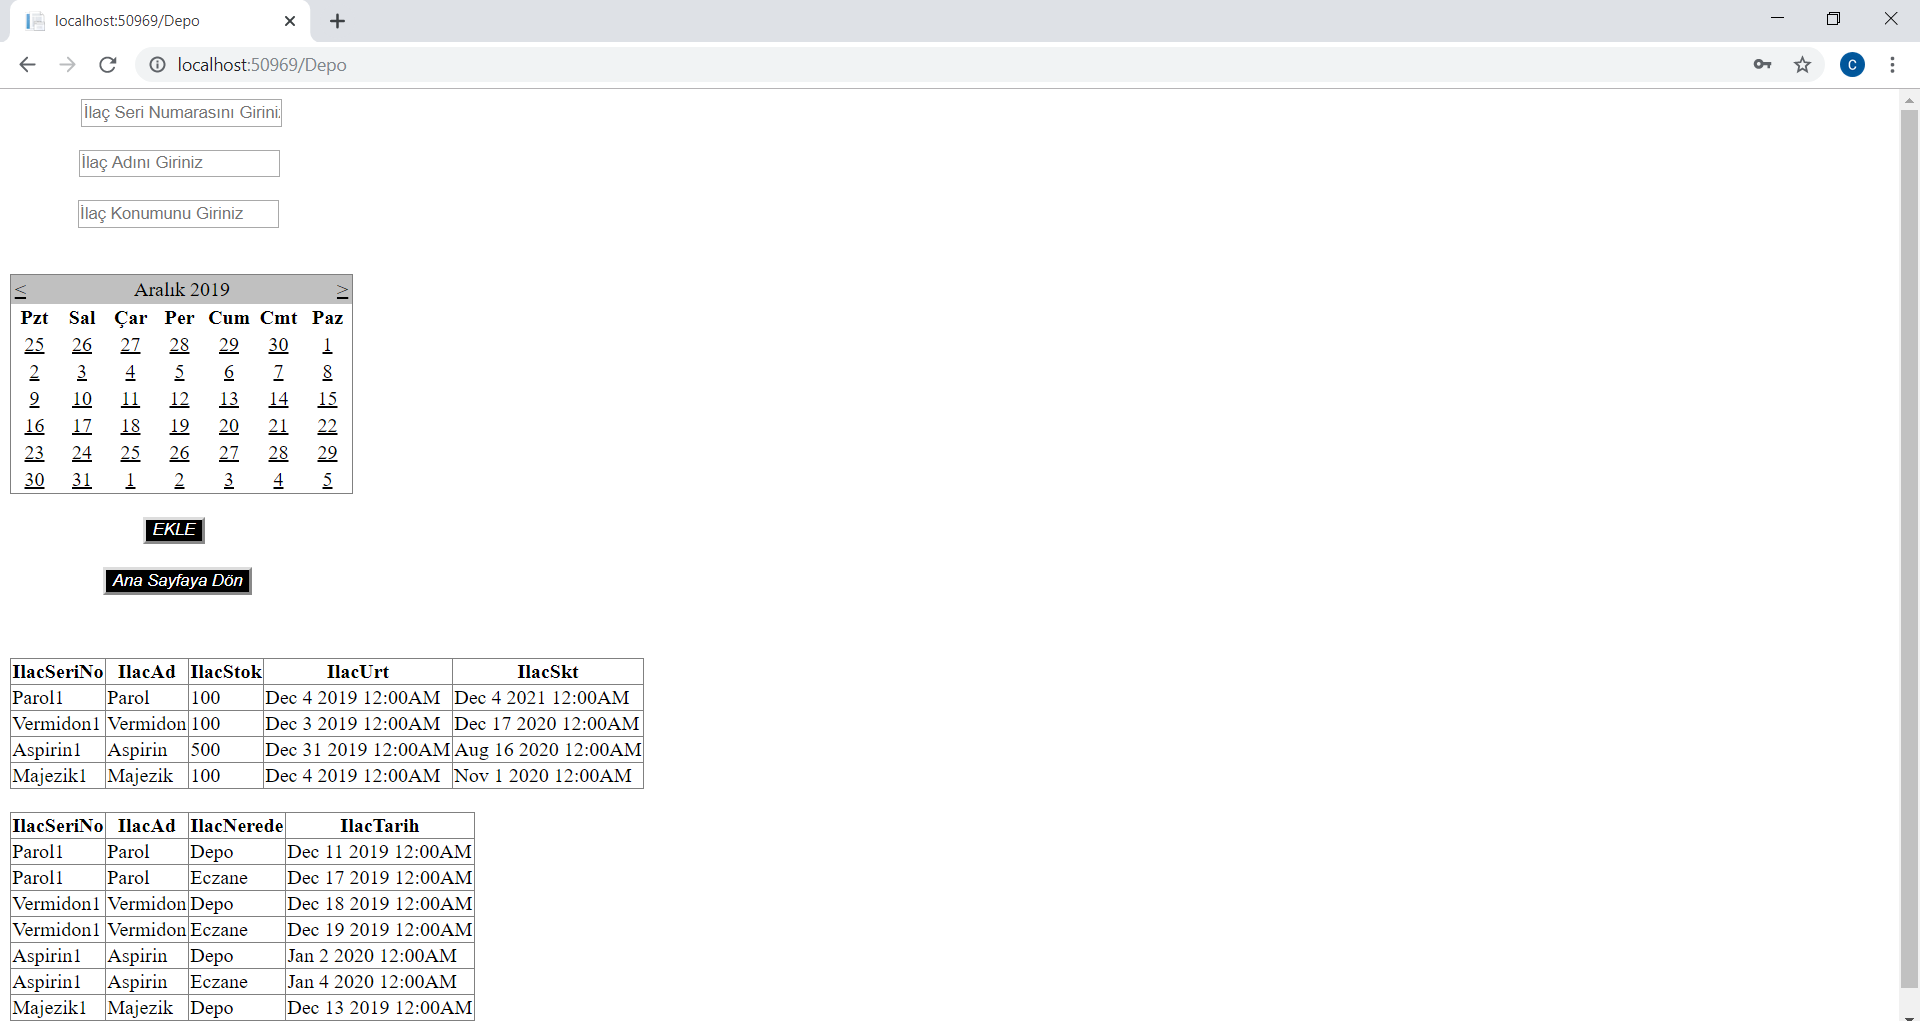 localhost:50969/Depo
localhost:50969/Depo
C
İlaç Seri Numarasını Giriniz
İlaç Adını Giriniz
İlaç Konumunu Giriniz
< Aralık 2019 >
Pzt Sal Çar Per Cum Cmt Paz
25 26 27 28 29 30 1
2 3 4 5 6 7 8
9 10 11 12 13 14 15
16 17 18 19 20 21 22
23 24 25 26 27 28 29
30 31 1 2 3 4 5
EKLE
Ana Sayfaya Dön
IlacSeriNo IlacAd IlacStok IlacUrt IlacSkt
Parol1 Parol 100 Dec 4 2019 12:00AM Dec 4 2021 12:00AM
Vermidon1 Vermidon 100 Dec 3 2019 12:00AM Dec 17 2020 12:00AM
Aspirin1 Aspirin 500 Dec 31 2019 12:00AM Aug 16 2020 12:00AM
Majezik1 Majezik 100 Dec 4 2019 12:00AM Nov 1 2020 12:00AM
IlacSeriNo IlacAd IlacNerede IlacTarih
Parol1 Parol Depo Dec 11 2019 12:00AM
Parol1 Parol Eczane Dec 17 2019 12:00AM
Vermidon1 Vermidon Depo Dec 18 2019 12:00AM
Vermidon1 Vermidon Eczane Dec 19 2019 12:00AM
Aspirin1 Aspirin Depo Jan 2 2020 12:00AM
Aspirin1 Aspirin Eczane Jan 4 2020 12:00AM
Majezik1 Majezik Depo Dec 13 2019 12:00AM